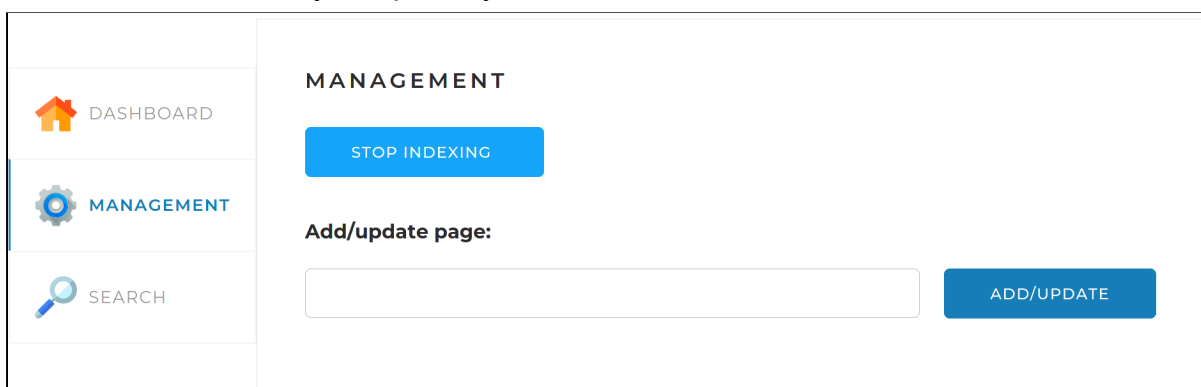 MANAGEMENT
DASHBOARD
STOP INDEXING
MANAGEMENT
Add/update page:
SEARCH
ADD/UPDATE